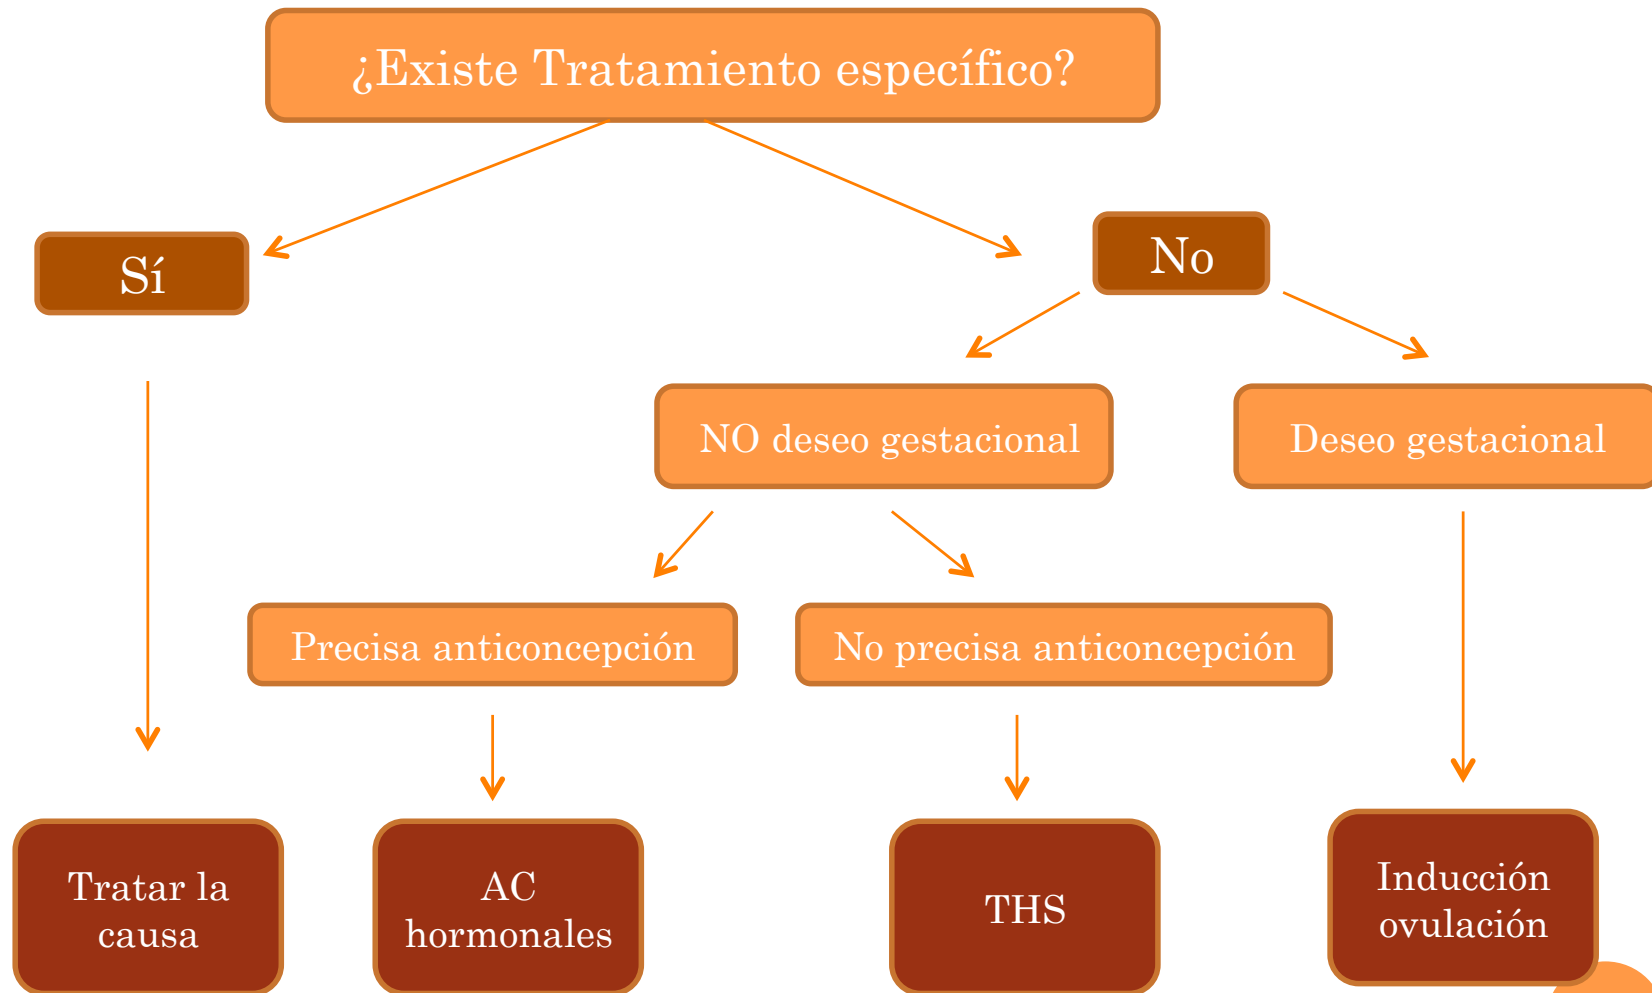 ¿Existe Tratamiento específico?
Sí
No
NO deseo gestacional
Deseo gestacional
Precisa anticoncepción
No precisa anticoncepción
Tratar la
causa
AC
hormonales
THS
Inducción
ovulación